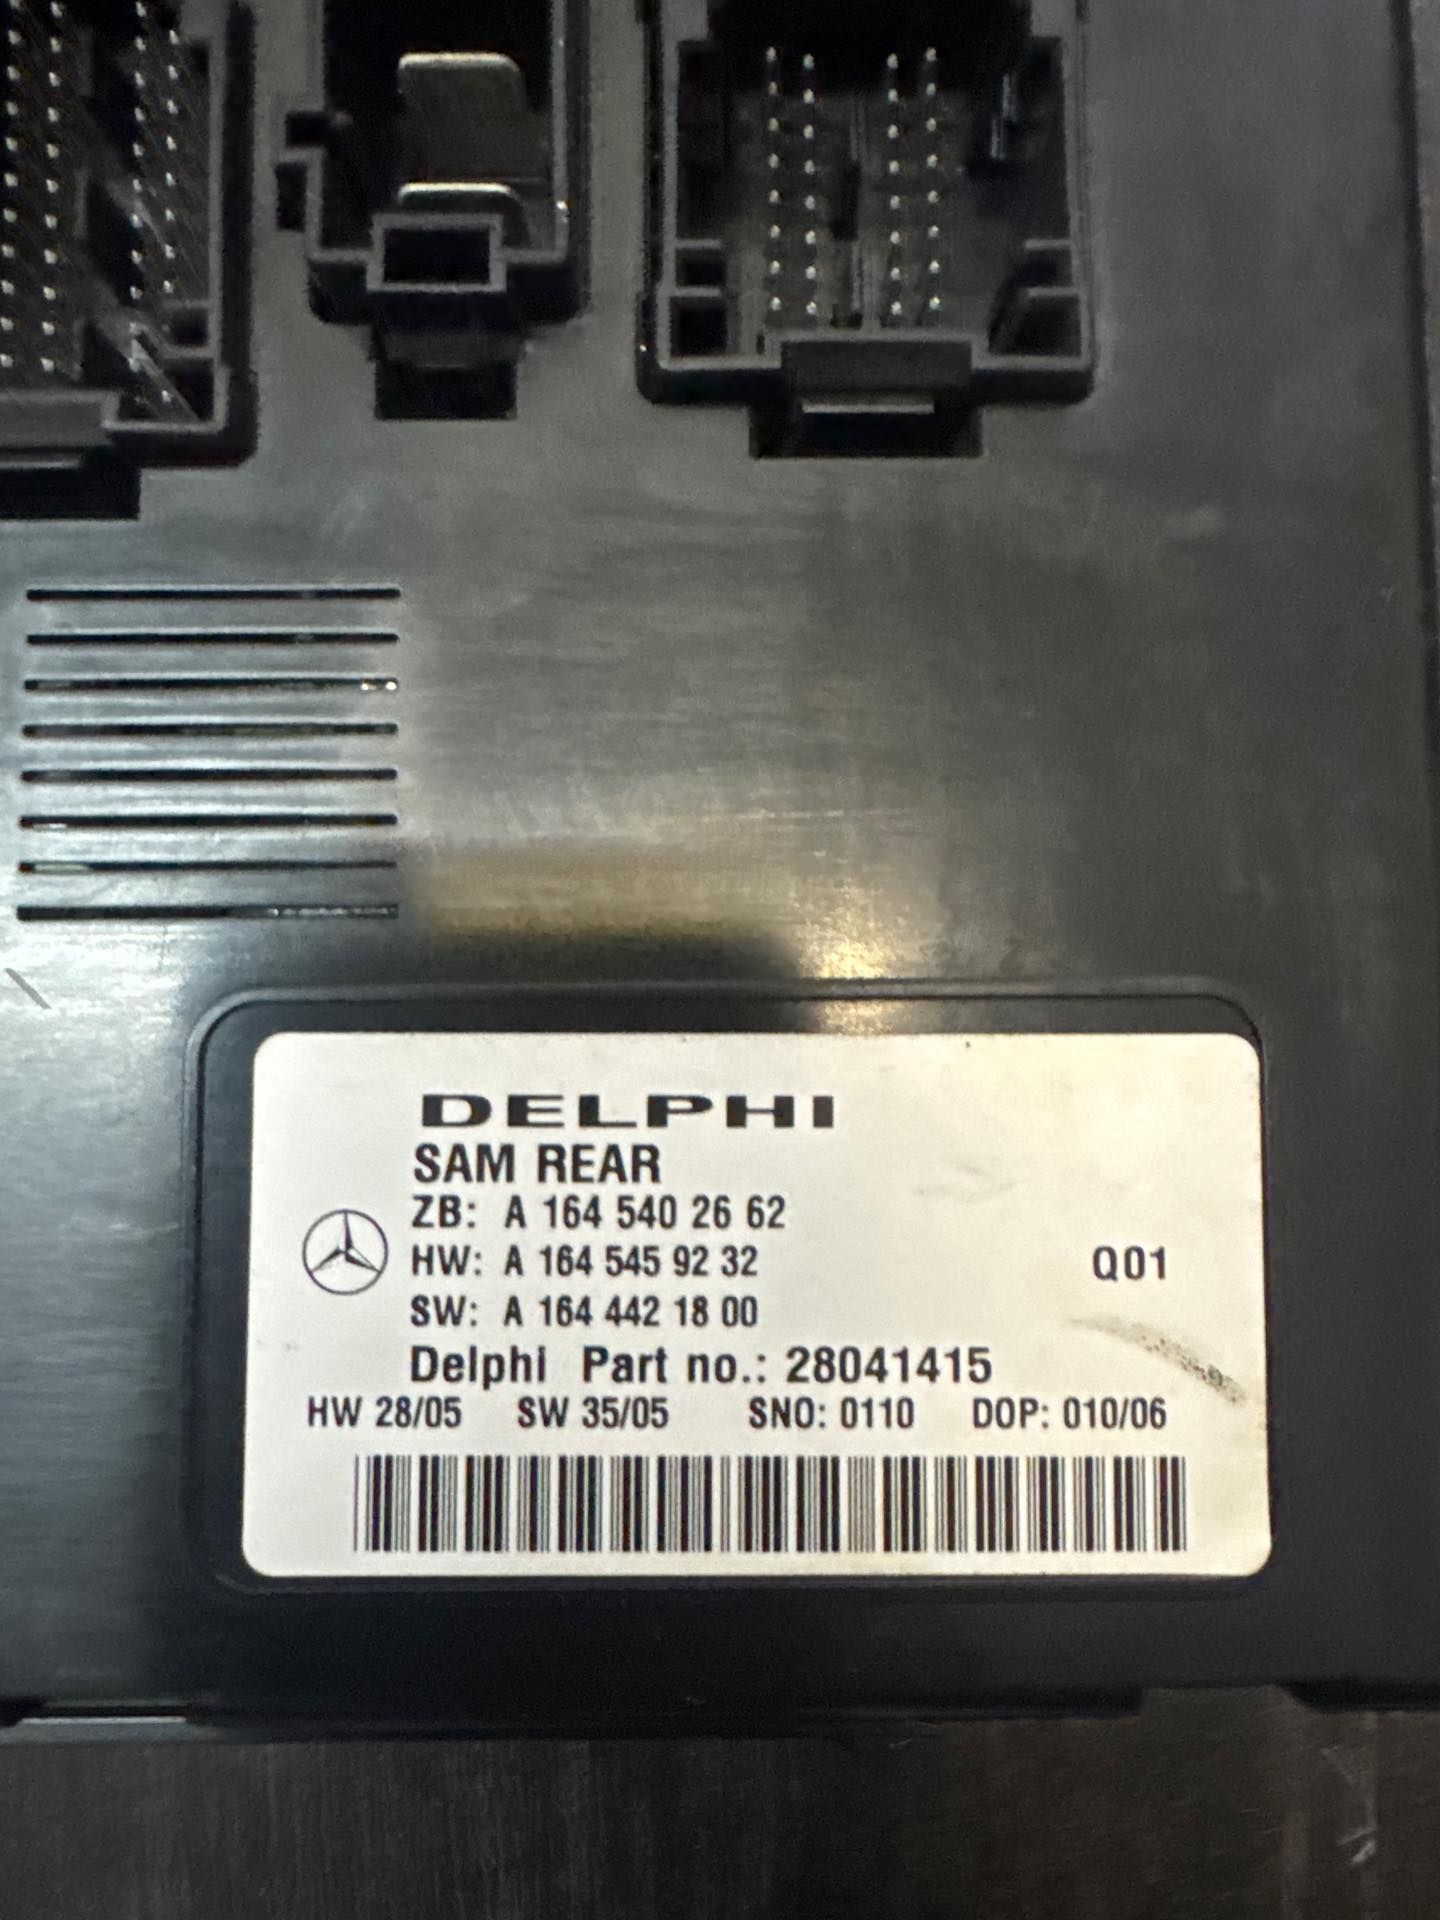 DELPHI
SAM REAR
ZB: A 164 540 26 62
HW: A 164 545 92 32 Q01
SW: A 164 442 18 00
Delphi Part no.: 28041415
HW 28/05 SW 35/05 SNO: 0110 DOP: 010/06